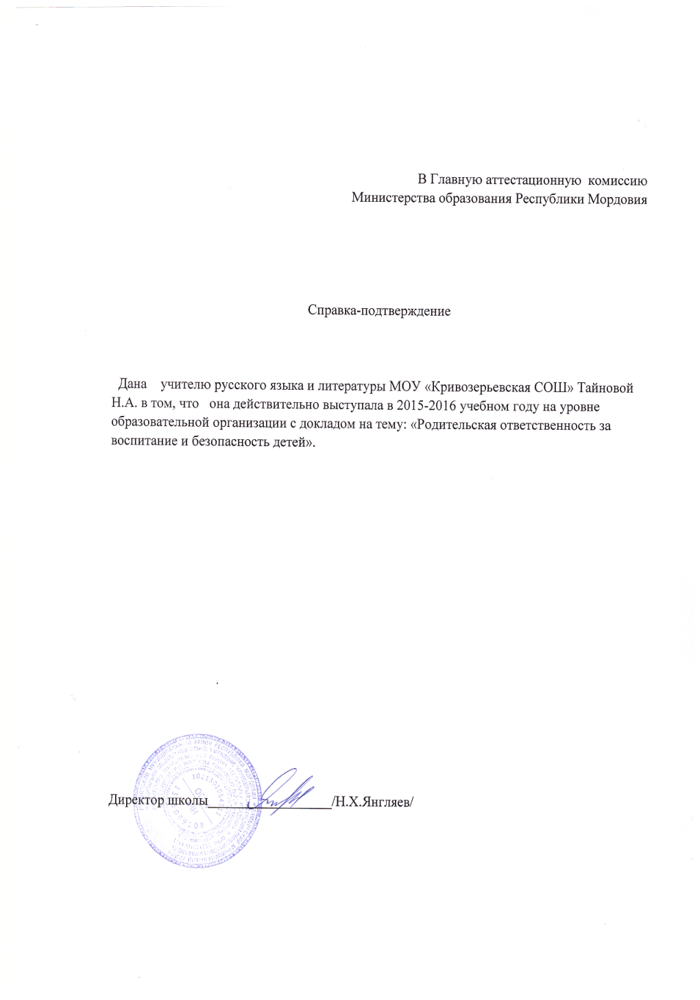 В Главную аттестационную комиссию
Министерства образования Республики Мордовия
Справка-подтверждение
Дана учителю русского языка и литературы МОУ «Кривозерьевская СОШ» Тайновой
Н.А. в том, что она действительно выступала в 2015-2016 учебном году на уровне
образовательной организации с докладом на тему: «Родительская ответственность за
воспитание и безопасность детей».
Директор школы__________________/Н.Х.Янгляев/